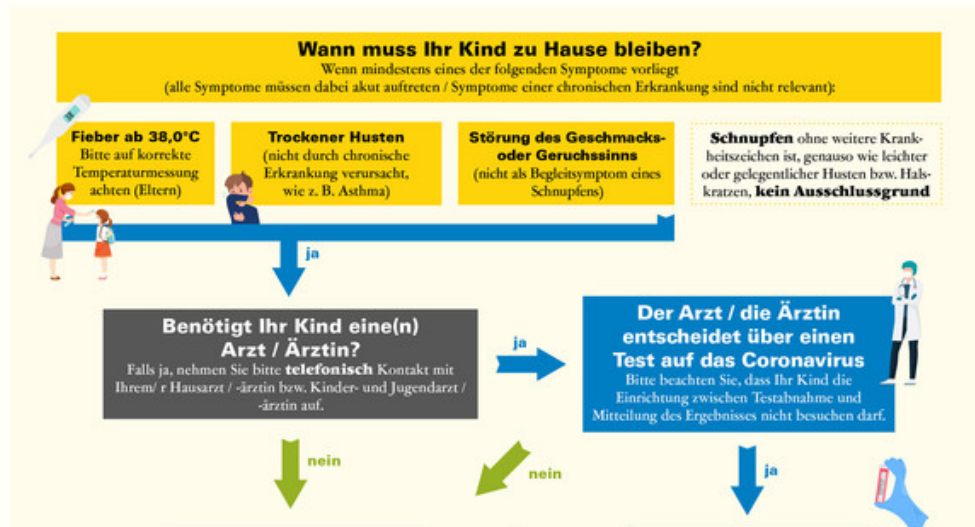 Wann muss Ihr Kind zu Hause bleiben?
Wenn mindestens eines der folgenden Symptome vorliegt
(alle Symptome müssen dabei akut auftreten / Symptome einer chronischen Erkrankung sind nicht relevant):
Fieber ab 38,0°C
Bitte auf korrekte
Temperaturmessung
achten (Eltern)
Trockener Husten
(nicht durch chronische
Erkrankung verursacht,
wie z. B. Asthma)
Störung des Geschmacks-
oder Geruchssinns
(nicht als Begleitsymptom eines
Schnupfens)
Schnupfen ohne weitere Krank-
heitszeichen ist, genauso wie leichter
oder gelegentlicher Husten bzw. Hals-
kratzen, kein Ausschlussgrund
ja
Benötigt Ihr Kind eine(n)
Arzt / Ärztin?
Falls ja, nehmen Sie bitte telefonisch Kontakt mit
Ihrem/ r Hausarzt / -ärztin bzw. Kinder- und Jugendarzt /
-ärztin auf.
ja
Der Arzt / die Ärztin
entscheidet über einen
Test auf das Coronavirus
Bitte beachten Sie, dass Ihr Kind die
Einrichtung zwischen Testabnahme und
Mitteilung des Ergebnisses nicht besuchen darf.
nein
nein
ja